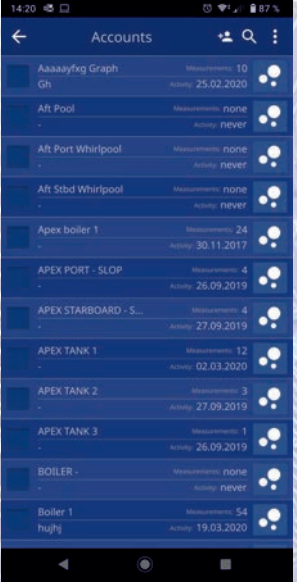 14:20 87 %
Accounts
Aaaaayfxg Graph Measurements: 10
Gh Activity: 25.02.2020
Aft Pool Measurements: none
- Activity: never
Aft Port Whirlpool Measurements: none
- Activity: never
Aft Stbd Whirlpool Measurements: none
- Activity: never
Apex boiler 1 Measurements: 24
- Activity: 30.11.2017
APEX PORT - SLOP Measurements: 4
- Activity: 26.09.2019
APEX STARBOARD - S... Measurements: 4
- Activity: 27.09.2019
APEX TANK 1 Measurements: 12
- Activity: 02.03.2020
APEX TANK 2 Measurements: 3
- Activity: 27.09.2019
APEX TANK 3 Measurements: 1
- Activity: 26.09.2019
BOILER - Measurements: none
- Activity: never
Boiler 1 Measurements: 54
hujhj Activity: 19.03.2020